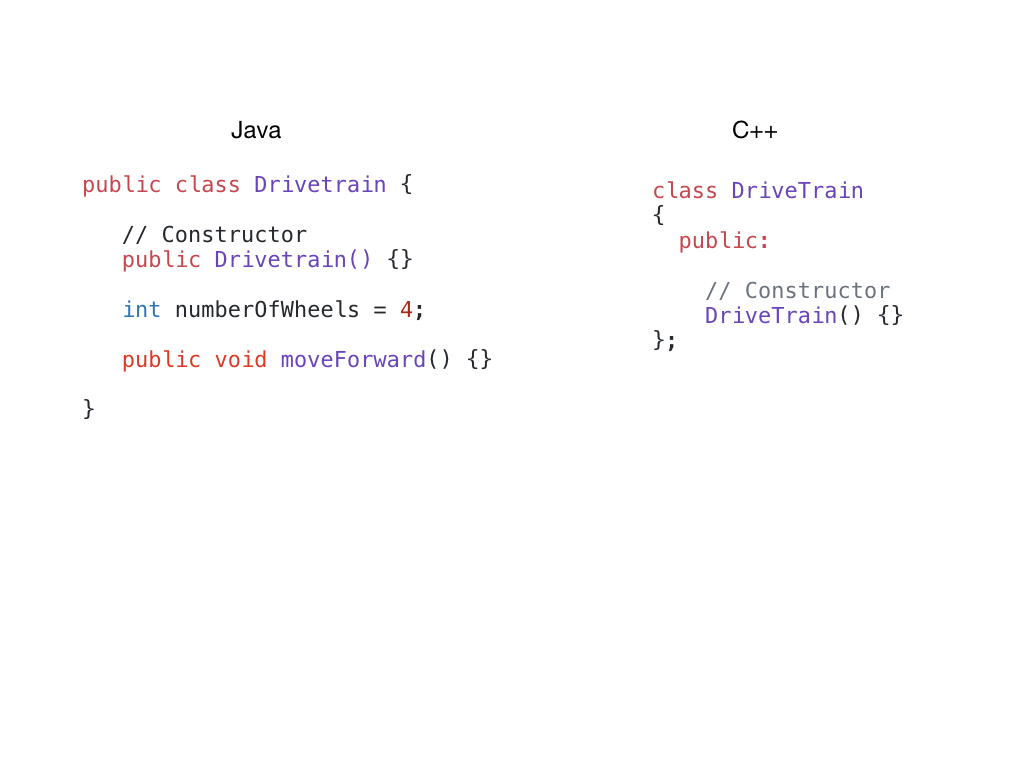 Java
public class Drivetrain {
// Constructor
public Drivetrain() {}
int numberOfWheels = 4;
public void moveForward() {}
}
C++
class DriveTrain
{
public:
// Constructor
DriveTrain() {}
};